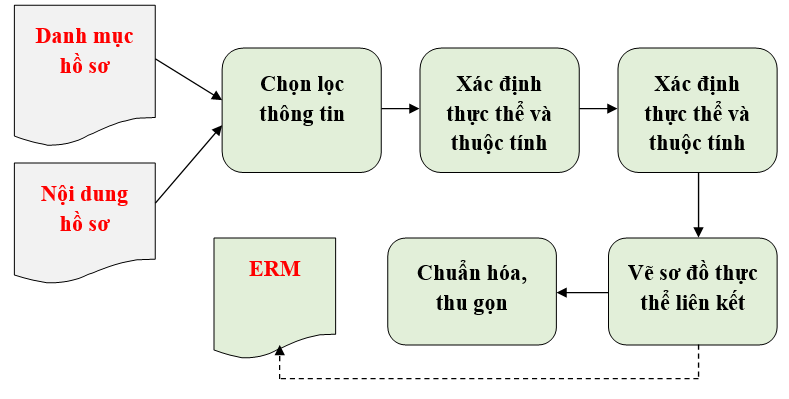 Danh mục
hồ sơ
Chọn lọc
thông tin
Xác định
thực thể và
thuộc tính
Xác định
thực thể và
thuộc tính
Nội dung
hồ sơ
ERM
Chuẩn hóa,
thu gọn
Vẽ sơ đồ thực
thể liên kết